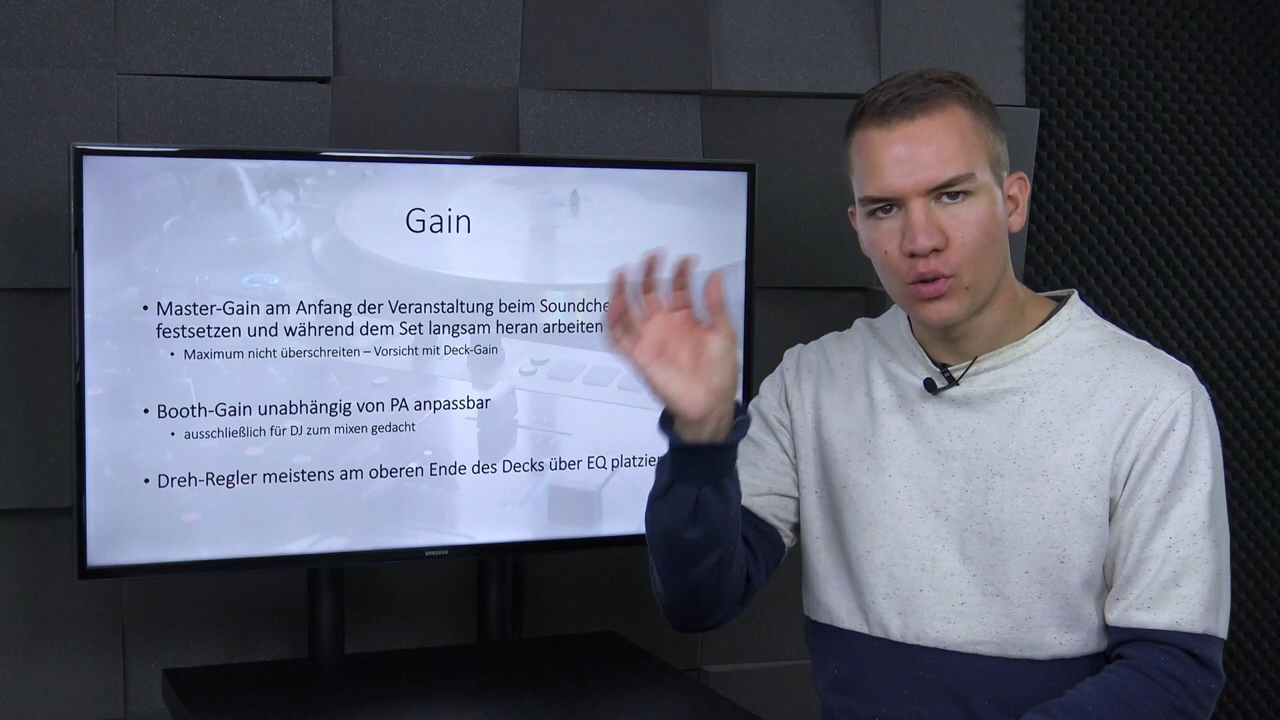 Gain
• Master-Gain am Anfang der Veranstaltung beim
festsetzen und während dem Set langsam heran arbeiten
• Maximum nicht überschreiten – Vorsicht mit Deck-Gain
• Booth-Gain unabhängig von PA anpassbar
• ausschließlich für DJ zum mixen gedacht
• Dreh-Regler meistens am oberen Ende des Decks über EQ
SAMSUNG